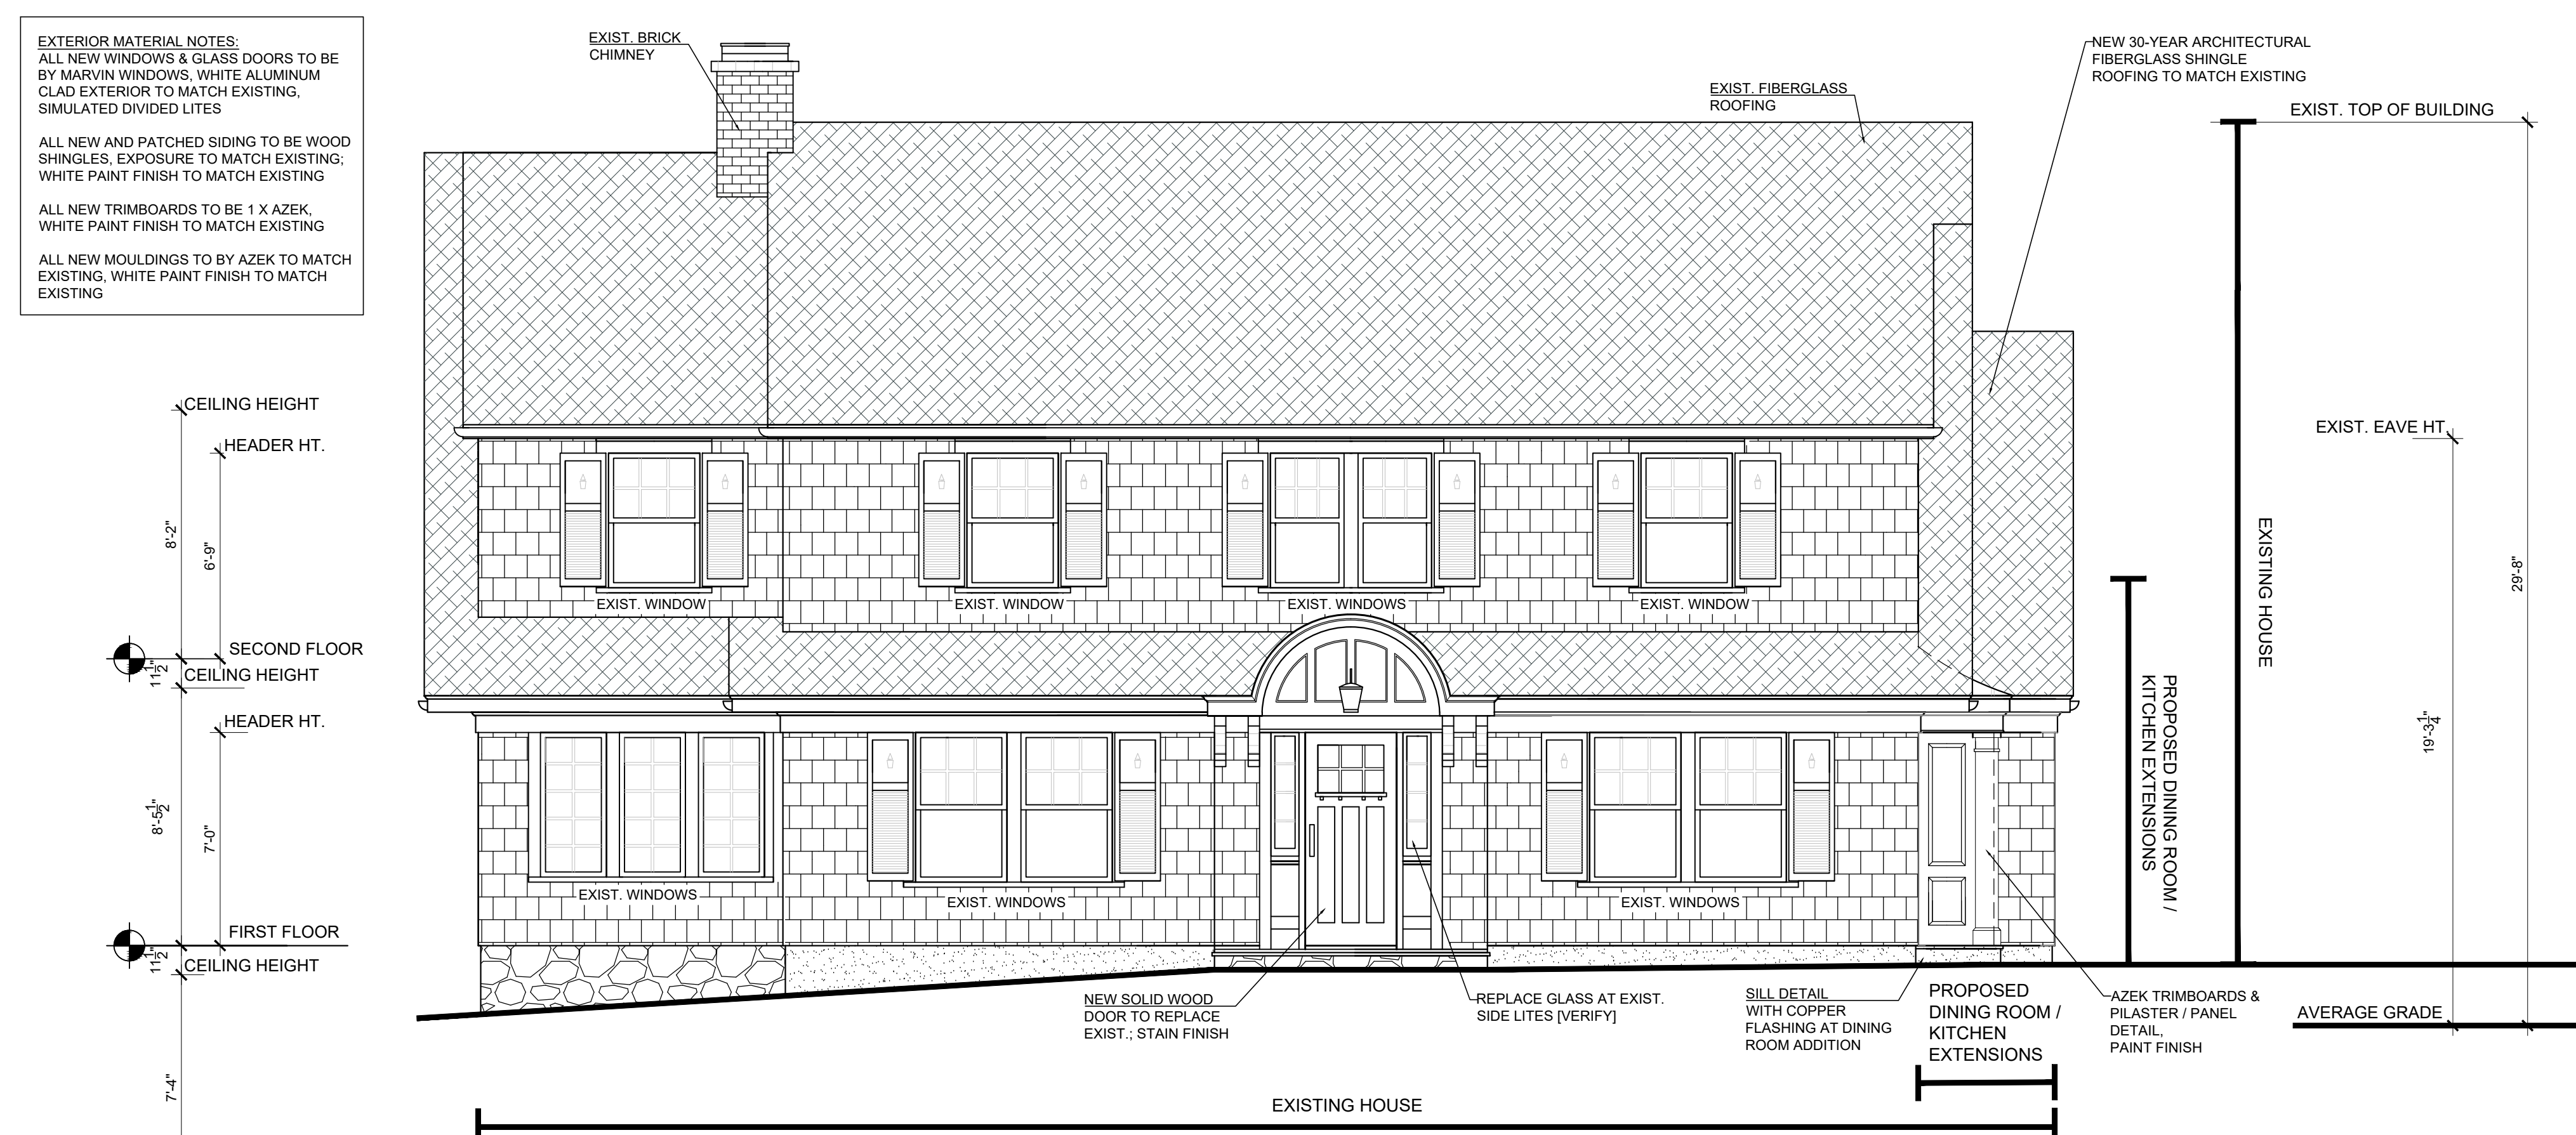 EXTERIOR MATERIAL NOTES:
ALL NEW WINDOWS & GLASS DOORS TO BE
BY MARVIN WINDOWS, WHITE ALUMINUM
CLAD EXTERIOR TO MATCH EXISTING,
SIMULATED DIVIDED LITES
ALL NEW AND PATCHED SIDING TO BE WOOD
SHINGLES, EXPOSURE TO MATCH EXISTING;
WHITE PAINT FINISH TO MATCH EXISTING
ALL NEW TRIMBOARDS TO BE 1 X AZEK,
WHITE PAINT FINISH TO MATCH EXISTING
ALL NEW MOULDINGS TO BY AZEK TO MATCH
EXISTING, WHITE PAINT FINISH TO MATCH
EXISTING
EXIST. BRICK
CHIMNEY
EXIST. FIBERGLASS
ROOFING
NEW 30-YEAR ARCHITECTURAL
FIBERGLASS SHINGLE
ROOFING TO MATCH EXISTING
EXIST. TOP OF BUILDING
EXIST. EAVE HT.
CEILING HEIGHT
HEADER HT.
8'-2"
6'-9"
SECOND FLOOR
11 1/2"
CEILING HEIGHT
HEADER HT.
8'-5 1/2"
7'-0"
FIRST FLOOR
11 1/2"
CEILING HEIGHT
7'-4"
EXIST. WINDOW
EXIST. WINDOW
EXIST. WINDOWS
EXIST. WINDOW
EXIST. WINDOWS
EXIST. WINDOWS
EXIST. WINDOWS
PROPOSED DINING ROOM /
KITCHEN EXTENSIONS
EXISTING HOUSE
19'-3 1/4"
29'-8"
NEW SOLID WOOD
DOOR TO REPLACE
EXIST.; STAIN FINISH
REPLACE GLASS AT EXIST.
SIDE LITES [VERIFY]
SILL DETAIL
WITH COPPER
FLASHING AT DINING
ROOM ADDITION
PROPOSED
DINING ROOM /
KITCHEN
EXTENSIONS
AZEK TRIMBOARDS &
PILASTER / PANEL
DETAIL,
PAINT FINISH
AVERAGE GRADE
EXISTING HOUSE